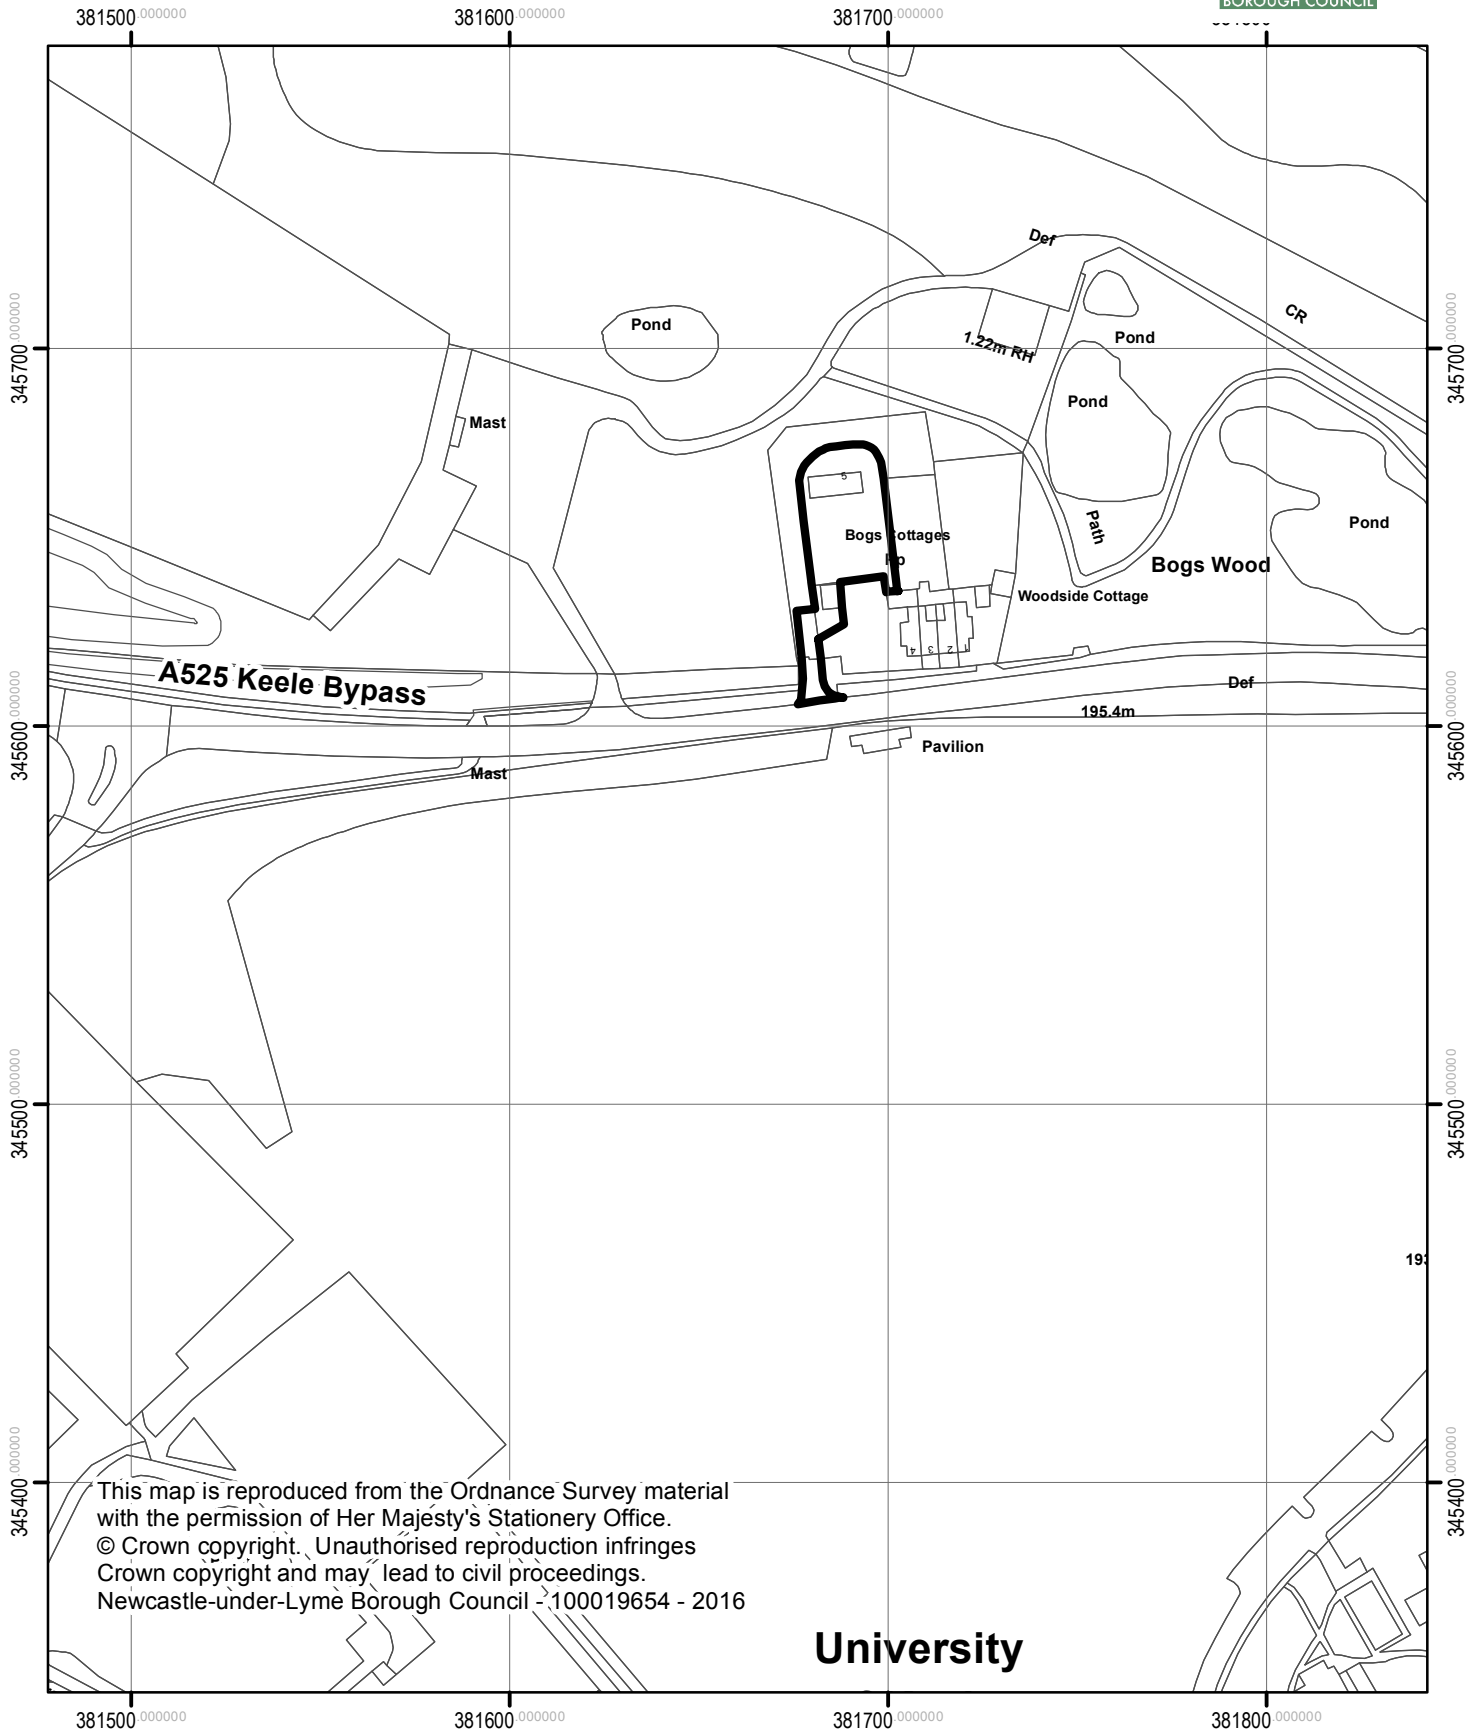 BOROUGH COUNCIL
381500.000000
381600.000000
381700.000000
345700.000000
345700.000000
Def
CR
Pond
Pond
1.22m RH
Pond
Mast
5
Bogs Cottages
Path
Pond
Bogs Wood
Woodside Cottage
4 3 2
A525 Keele Bypass
Def
195.4m
345600.000000
345600.000000
Pavilion
Mast
345500.000000
345500.000000
345400.000000
345400.000000
This map is reproduced from the Ordnance Survey material
with the permission of Her Majesty's Stationery Office.
© Crown copyright. Unauthorised reproduction infringes
Crown copyright and may lead to civil proceedings.
Newcastle-under-Lyme Borough Council - 100019654 - 2016
University
381500.000000
381600.000000
381700.000000
381800.000000